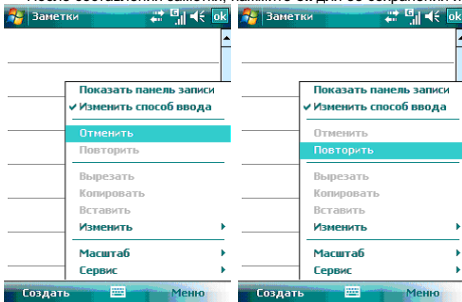 Заметки
ok
Показать панель записи
Изменить способ ввода
Отменить
Повторить
Вырезать
Копировать
Вставить
Изменить
Масштаб
Сервис
Создать
Меню
Заметки
ok
Показать панель записи
Изменить способ ввода
Отменить
Повторить
Вырезать
Копировать
Вставить
Изменить
Масштаб
Сервис
Создать
Меню